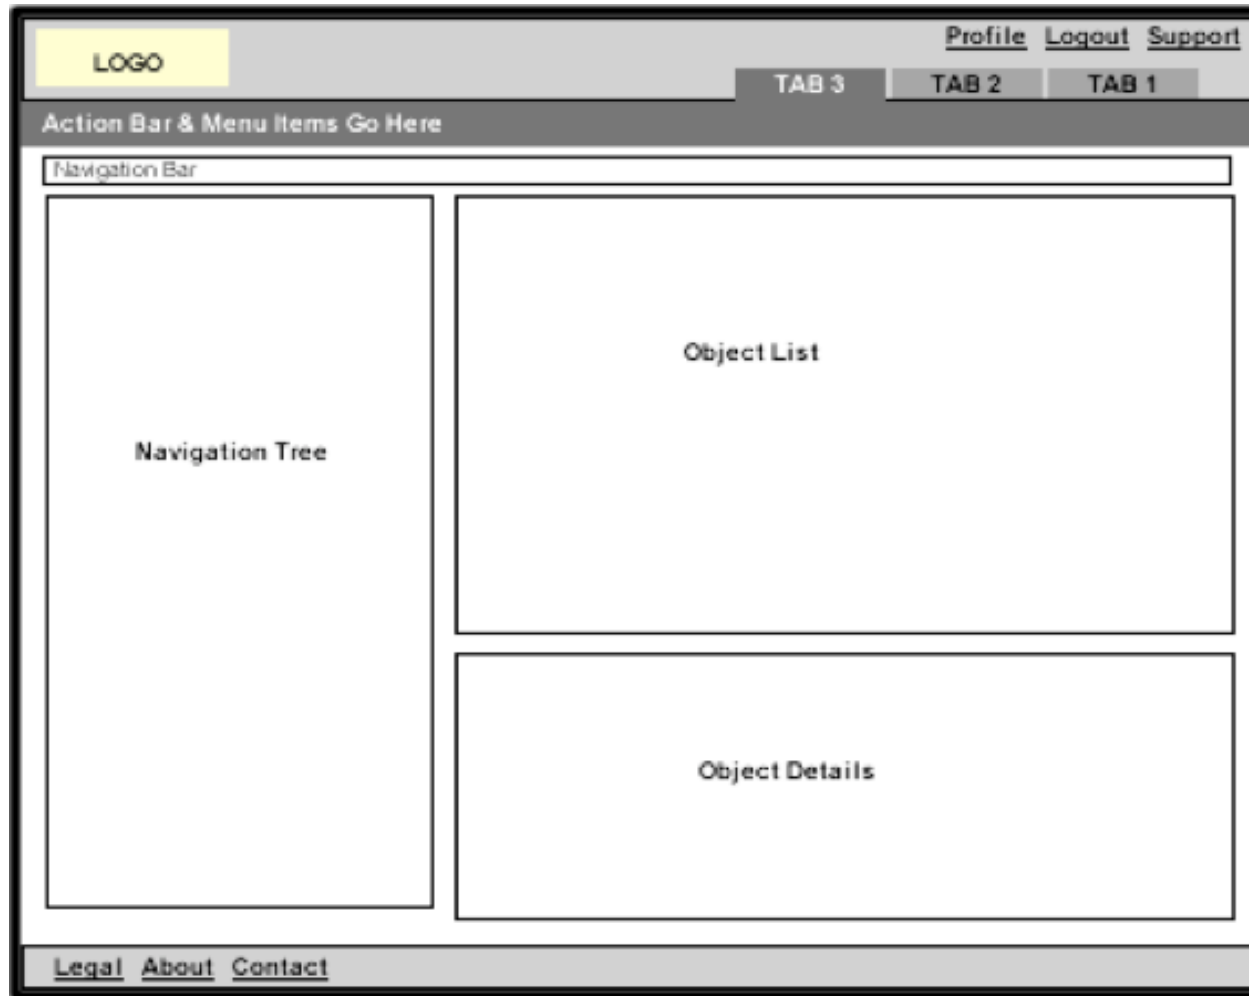 LOGO
Profile Logout Support
TAB 3 TAB 2 TAB 1
Action Bar & Menu Items Go Here
Navigation Bar
Navigation Tree
Object List
Object Details
Legal About Contact